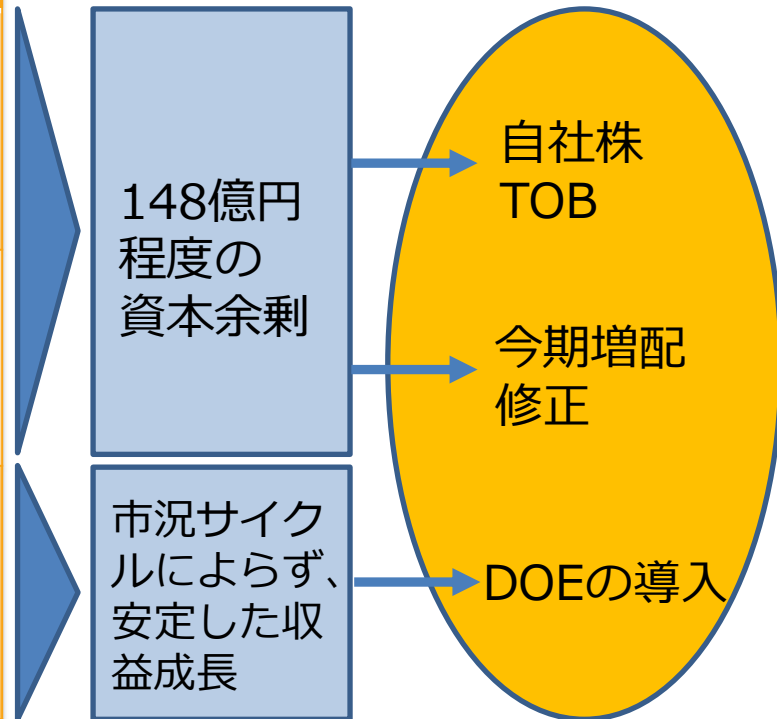 148億円
程度の
資本余剰
自社株
TOB
今期増配
修正
市況サイク
ルによらず、
安定した収
益成長
DOEの導入